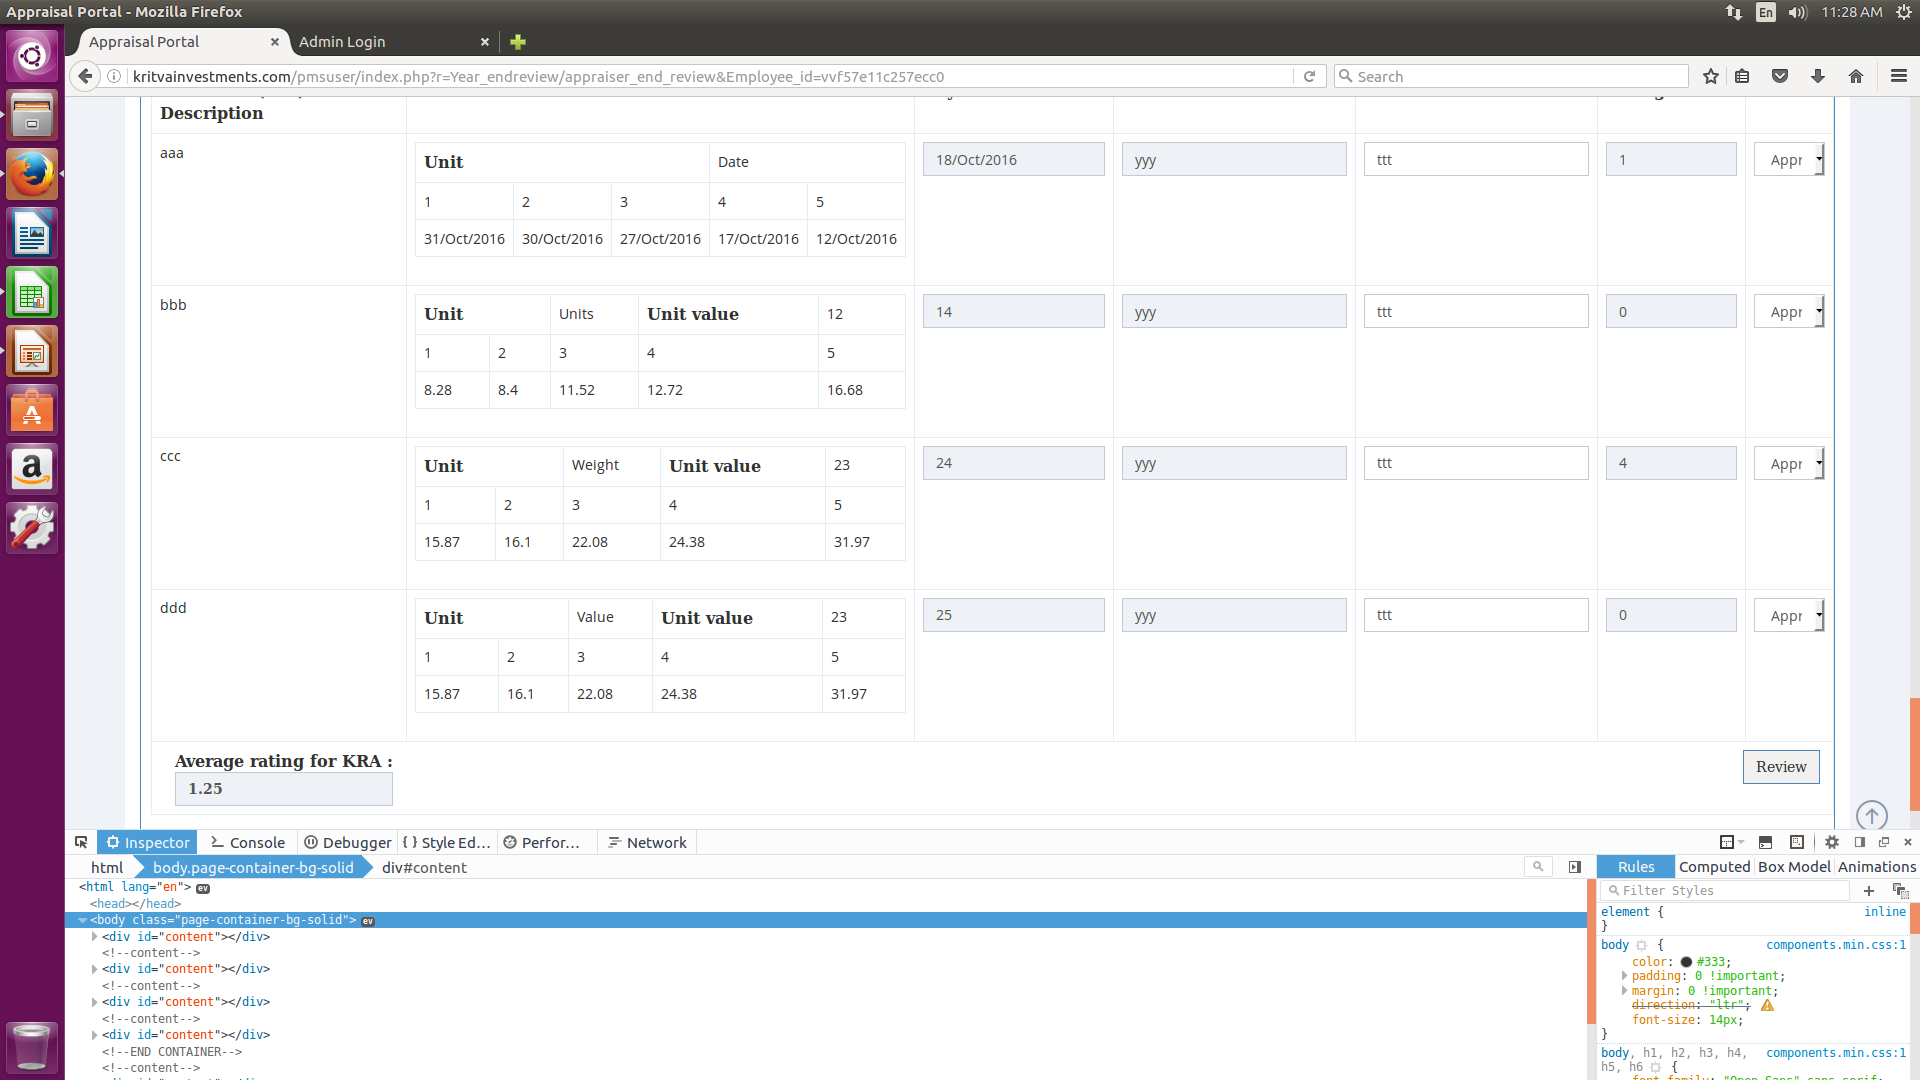 Appraisal Portal - Mozilla Firefox
En 11:28 AM
Appraisal Portal Admin Login
kritvainvestments.com/pmsuser/index.php?r=Year_endreview/appraiser_end_review&Employee_id=vvf57e11c257ecc0 Search
Description
aaa Unit Date 18/Oct/2016 yyy ttt 1 Appr
1 2 3 4 5
31/Oct/2016 30/Oct/2016 27/Oct/2016 17/Oct/2016 12/Oct/2016
bbb Unit Units Unit value 12 14 yyy ttt 0 Appr
1 2 3 4 5
8.28 8.4 11.52 12.72 16.68
ccc Unit Weight Unit value 23 24 yyy ttt 4 Appr
1 2 3 4 5
15.87 16.1 22.08 24.38 31.97
ddd Unit Value Unit value 23 25 yyy ttt 0 Appr
1 2 3 4 5
15.87 16.1 22.08 24.38 31.97
Average rating for KRA :
1.25
Review
Inspector Console Debugger { } Style Ed... Perfor... Network
html body.page-container-bg-solid div#content Rules Computed Box Model Animations
Filter Styles
<html lang="en"> ev
<head></head>
<body class="page-container-bg-solid"> ev
<div id="content"></div>
<!--content-->
<div id="content"></div>
<!--content-->
<div id="content"></div>
<!--content-->
<div id="content"></div>
<!--END CONTAINER-->
<!--content-->
element { inline
}
body { components.min.css:1
color: #333;
padding: 0 !important;
margin: 0 !important;
direction: "ltr";
font-size: 14px;
}
body, h1, h2, h3, h4, components.min.css:1
h5, h6 {
font-family: "Open Sans",sans-serif;